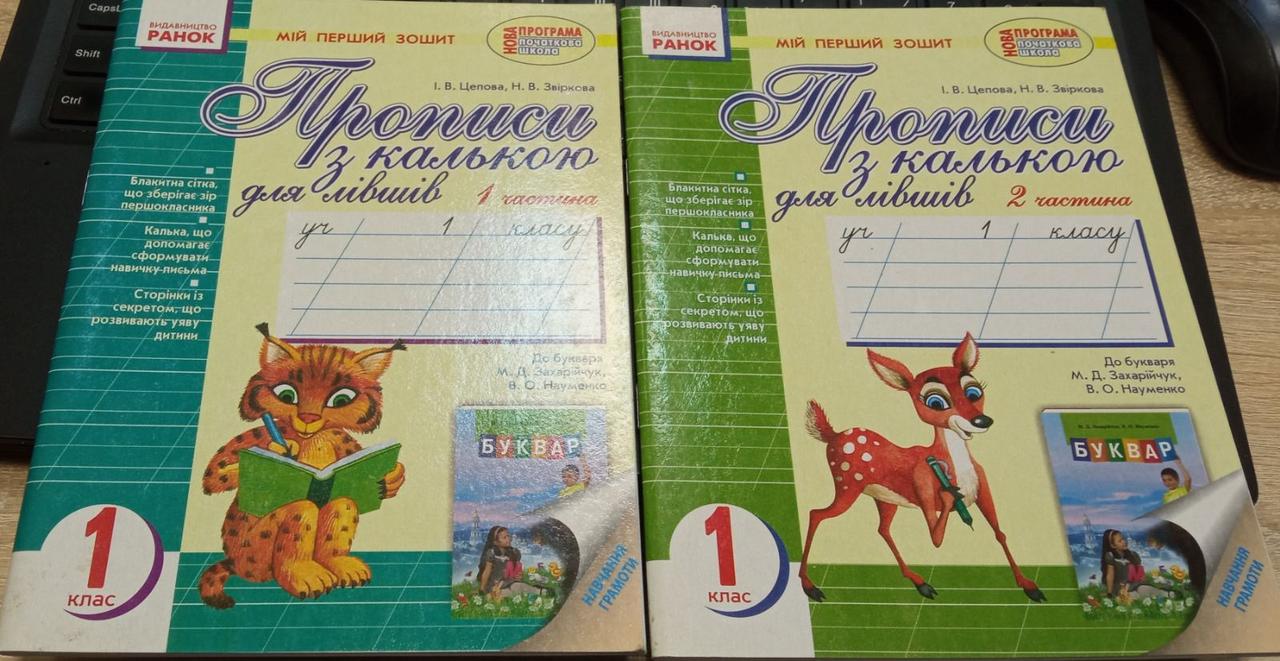 CapsL
Shift
Ctrl
ВИДАВНИЦТВО
РАНОК
МІЙ ПЕРШИЙ ЗОШИТ
НОВА
ПРОГРАМА
початкова
школа
І. В. Цепова, Н. В. Звіркова
Прописи
з калькою
для лівшів
1 частина
Блакитна сітка,
що зберігає зір
першокласника
Калька, що
допомагає
сформувати
навичку письма
Сторінки із
секретом, що
розвивають уяву
дитини
уч 1 класу
До букваря
М. Д. Захарійчук,
В. О. Науменко
БУКВАР
1
клас
НАВЧАННЯ
ГРАМОТИ
ВИДАВНИЦТВО
РАНОК
МІЙ ПЕРШИЙ ЗОШИТ
НОВА
ПРОГРАМА
початкова
школа
І. В. Цепова, Н. В. Звіркова
Прописи
з калькою
для лівшів
2 частина
Блакитна сітка,
що зберігає зір
першокласника
Калька, що
допомагає
сформувати
навичку письма
Сторінки із
секретом, що
розвивають уяву
дитини
уч 1 класу
До букваря
М. Д. Захарійчук,
В. О. Науменко
М. Д. Захарійчук, В. О. Науменко
БУКВАР
1
клас
НАВЧАННЯ
ГРАМОТИ